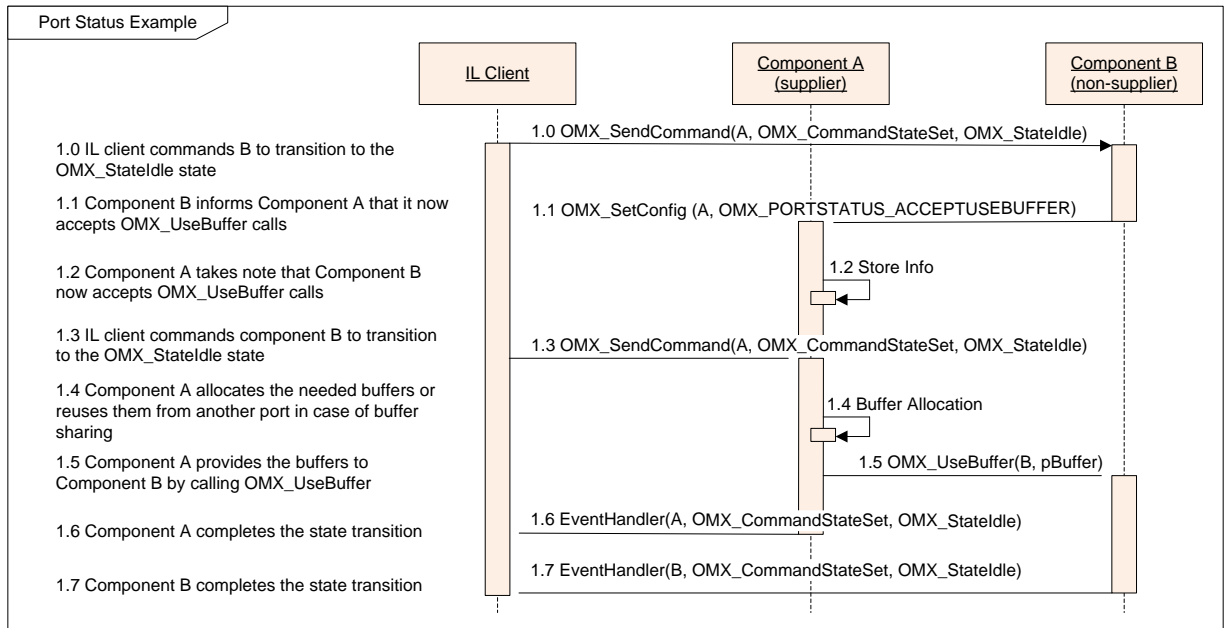 Port Status Example
IL Client
Component A
(supplier)
Component B
(non-supplier)
1.0 IL client commands B to transition to the
OMX_StateIdle state
1.0 OMX_SendCommand(A, OMX_CommandStateSet, OMX_StateIdle)
1.1 Component B informs Component A that it now
accepts OMX_UseBuffer calls
1.1 OMX_SetConfig (A, OMX_PORTSTATUS_ACCEPTUSEBUFFER)
1.2 Component A takes note that Component B
now accepts OMX_UseBuffer calls
1.2 Store Info
1.3 IL client commands component B to transition
to the OMX_StateIdle state
1.3 OMX_SendCommand(A, OMX_CommandStateSet, OMX_StateIdle)
1.4 Component A allocates the needed buffers or
reuses them from another port in case of buffer
sharing
1.4 Buffer Allocation
1.5 Component A provides the buffers to
Component B by calling OMX_UseBuffer
1.5 OMX_UseBuffer(B, pBuffer)
1.6 Component A completes the state transition
1.6 EventHandler(A, OMX_CommandStateSet, OMX_StateIdle)
1.7 Component B completes the state transition
1.7 EventHandler(B, OMX_CommandStateSet, OMX_StateIdle)